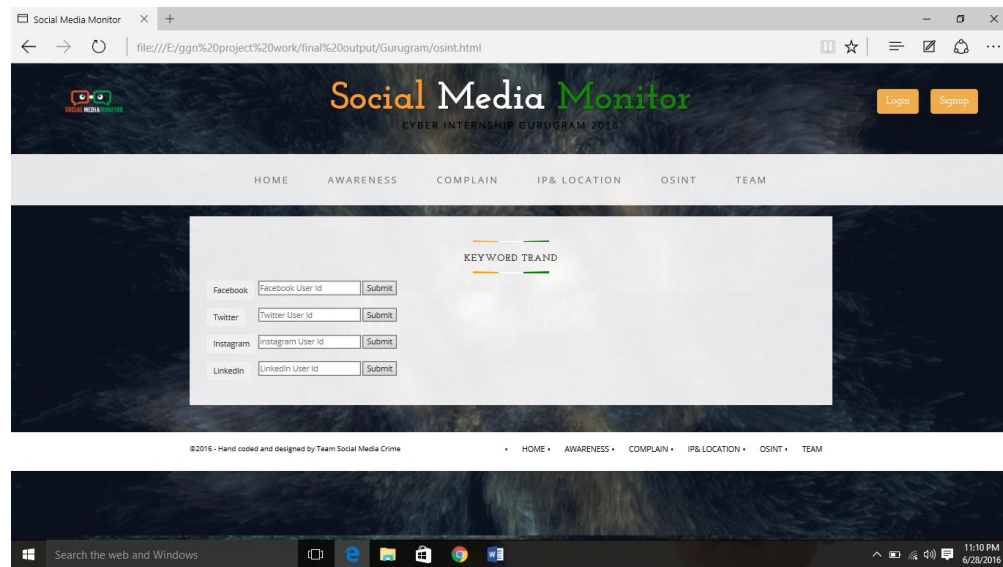 Social Media Monitor
file:///E:/ggn%20project%20work/final%20output/Gurugram/osint.html
SOCIAL MEDIA MONITOR
Social Media Monitor
CYBER INTERNSHIP GURUGRAM 2016
Login Signup
HOME AWARENESS COMPLAIN IP& LOCATION OSINT TEAM
KEYWORD TRAND
Facebook Facebook User Id Submit
Twitter Twitter User Id Submit
Instagram instagram User Id Submit
LinkedIn LinkedIn User Id Submit
©2016 - Hand coded and designed by Team Social Media Crime • HOME • AWARENESS • COMPLAIN • IP& LOCATION • OSINT • TEAM
Search the web and Windows
11:10 PM
6/28/2016